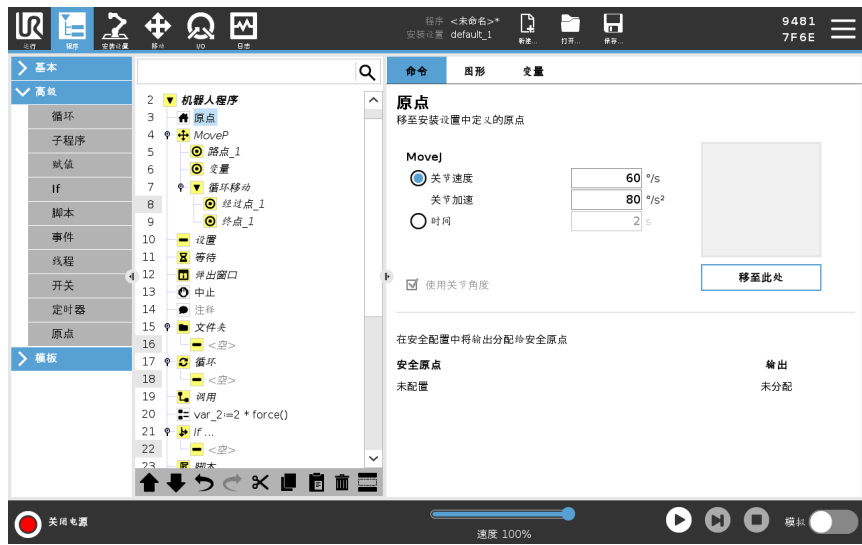 运行 程序 安装设置 移动 I/O 日志
程序 <未命名>*
安装设置 default_1
新建... 打开... 保存...
9481
7F6E
基本
高级
循环
子程序
赋值
If
脚本
事件
线程
开关
定时器
原点
模板
2 机器人程序
3 原点
4 MoveP
5 路点_1
6 变量
7 循环移动
8 经过点_1
9 终点_1
10 设置
11 等待
12 弹出窗口
13 中止
14 注释
15 文件夹
16 <空>
17 循环
18 <空>
19 调用
20 var_2≔2 * force()
21 If ...
22 <空>
23 脚本
命令 图形 变量
原点
移至安装设置中定义的原点
MoveJ
关节速度 60 °/s
关节加速 80 °/s²
时间 2 s
使用关节角度
移至此处
在安全配置中将输出分配给安全原点
安全原点 输出
未配置 未分配
关闭电源
速度 100%
模拟